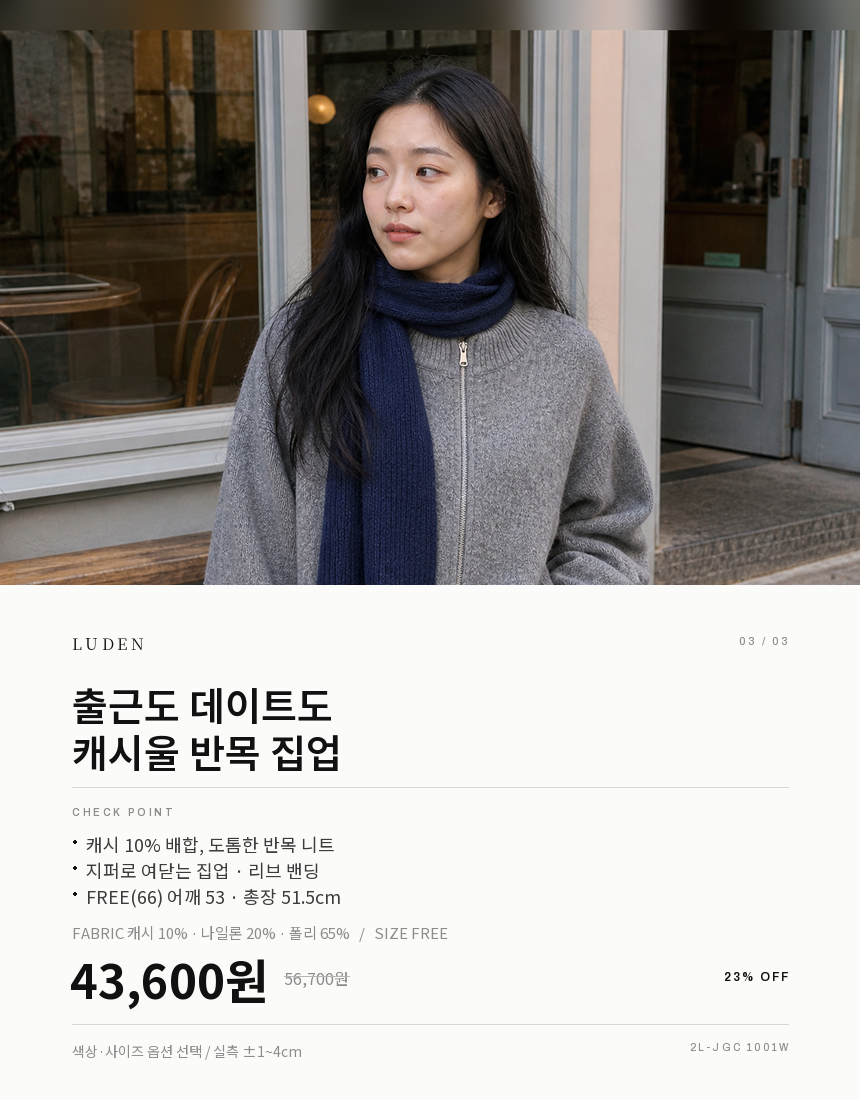 LUDEN
03 / 03
출근도 데이트도
캐시울 반목 집업
CHECK POINT
• 캐시 10% 배합, 도톰한 반목 니트
• 지퍼로 여닫는 집업 · 리브 밴딩
• FREE(66) 어깨 53 · 총장 51.5cm
FABRIC 캐시 10% · 나일론 20% · 폴리 65% / SIZE FREE
43,600원 56,700원
23% OFF
색상·사이즈 옵션 선택 / 실측 ±1~4cm
2L-JGC 1001W